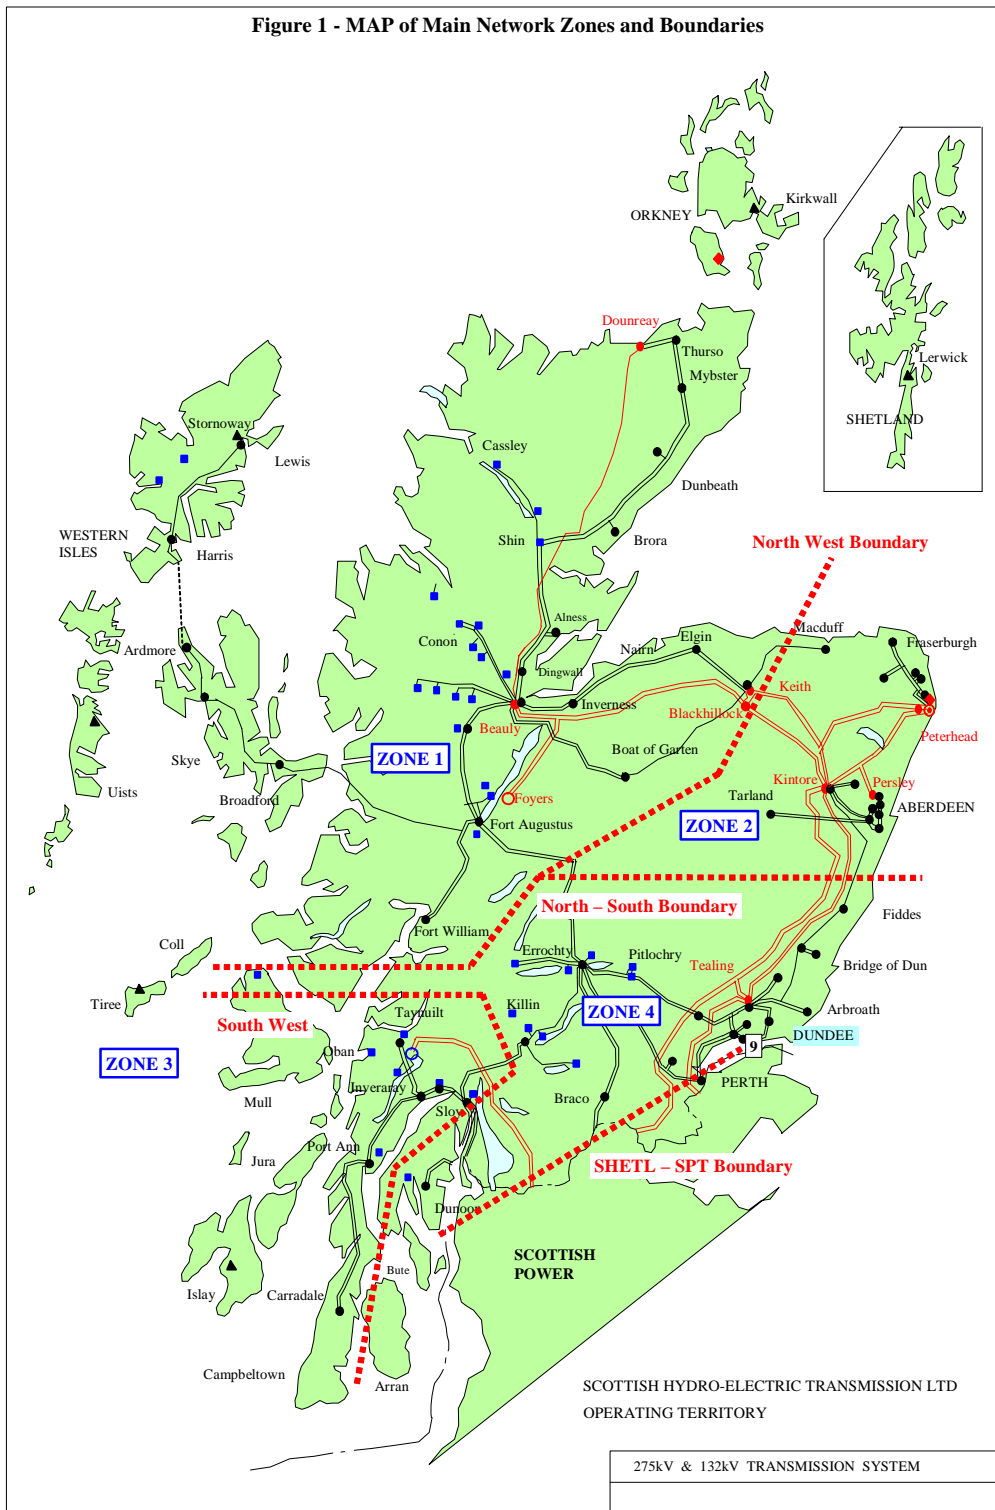 Figure 1 - MAP of Main Network Zones and Boundaries
Kirkwall
ORKNEY
Dounreay
Thurso
Mybster
Lerwick
SHETLAND
Stornoway
Lewis
Cassley
Dunbeath
WESTERN
ISLES
Harris
Shin
Brora
North West Boundary
Ardmore
Conon
Alness
Dingwall
Nairn
Elgin
Macduff
Fraserburgh
Keith
Blackhillock
Inverness
Beauly
Peterhead
Skye
ZONE 1
Boat of Garten
Uists
Broadford
Foyers
Kintore
Persley
Tarland
ABERDEEN
Fort Augustus
ZONE 2
North – South Boundary
Fiddes
Fort William
Coll
Errochty
Pitlochry
Tealing
Bridge of Dun
Tiree
South West
Taynuilt
Killin
ZONE 4
Arbroath
DUNDEE
9
Oban
ZONE 3
Inveraray
PERTH
Mull
Sloy
Braco
Port Ann
Jura
SHETL – SPT Boundary
Dunoon
SCOTTISH
POWER
Bute
Islay
Carradale
Campbeltown
Arran
SCOTTISH HYDRO-ELECTRIC TRANSMISSION LTD
OPERATING TERRITORY
275kV & 132kV TRANSMISSION SYSTEM